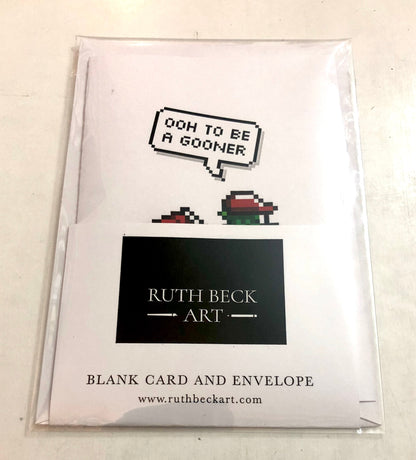 OOH TO BE
A GOONER
RUTH BECK
ART
BLANK CARD AND ENVELOPE
www.ruthbeckart.com